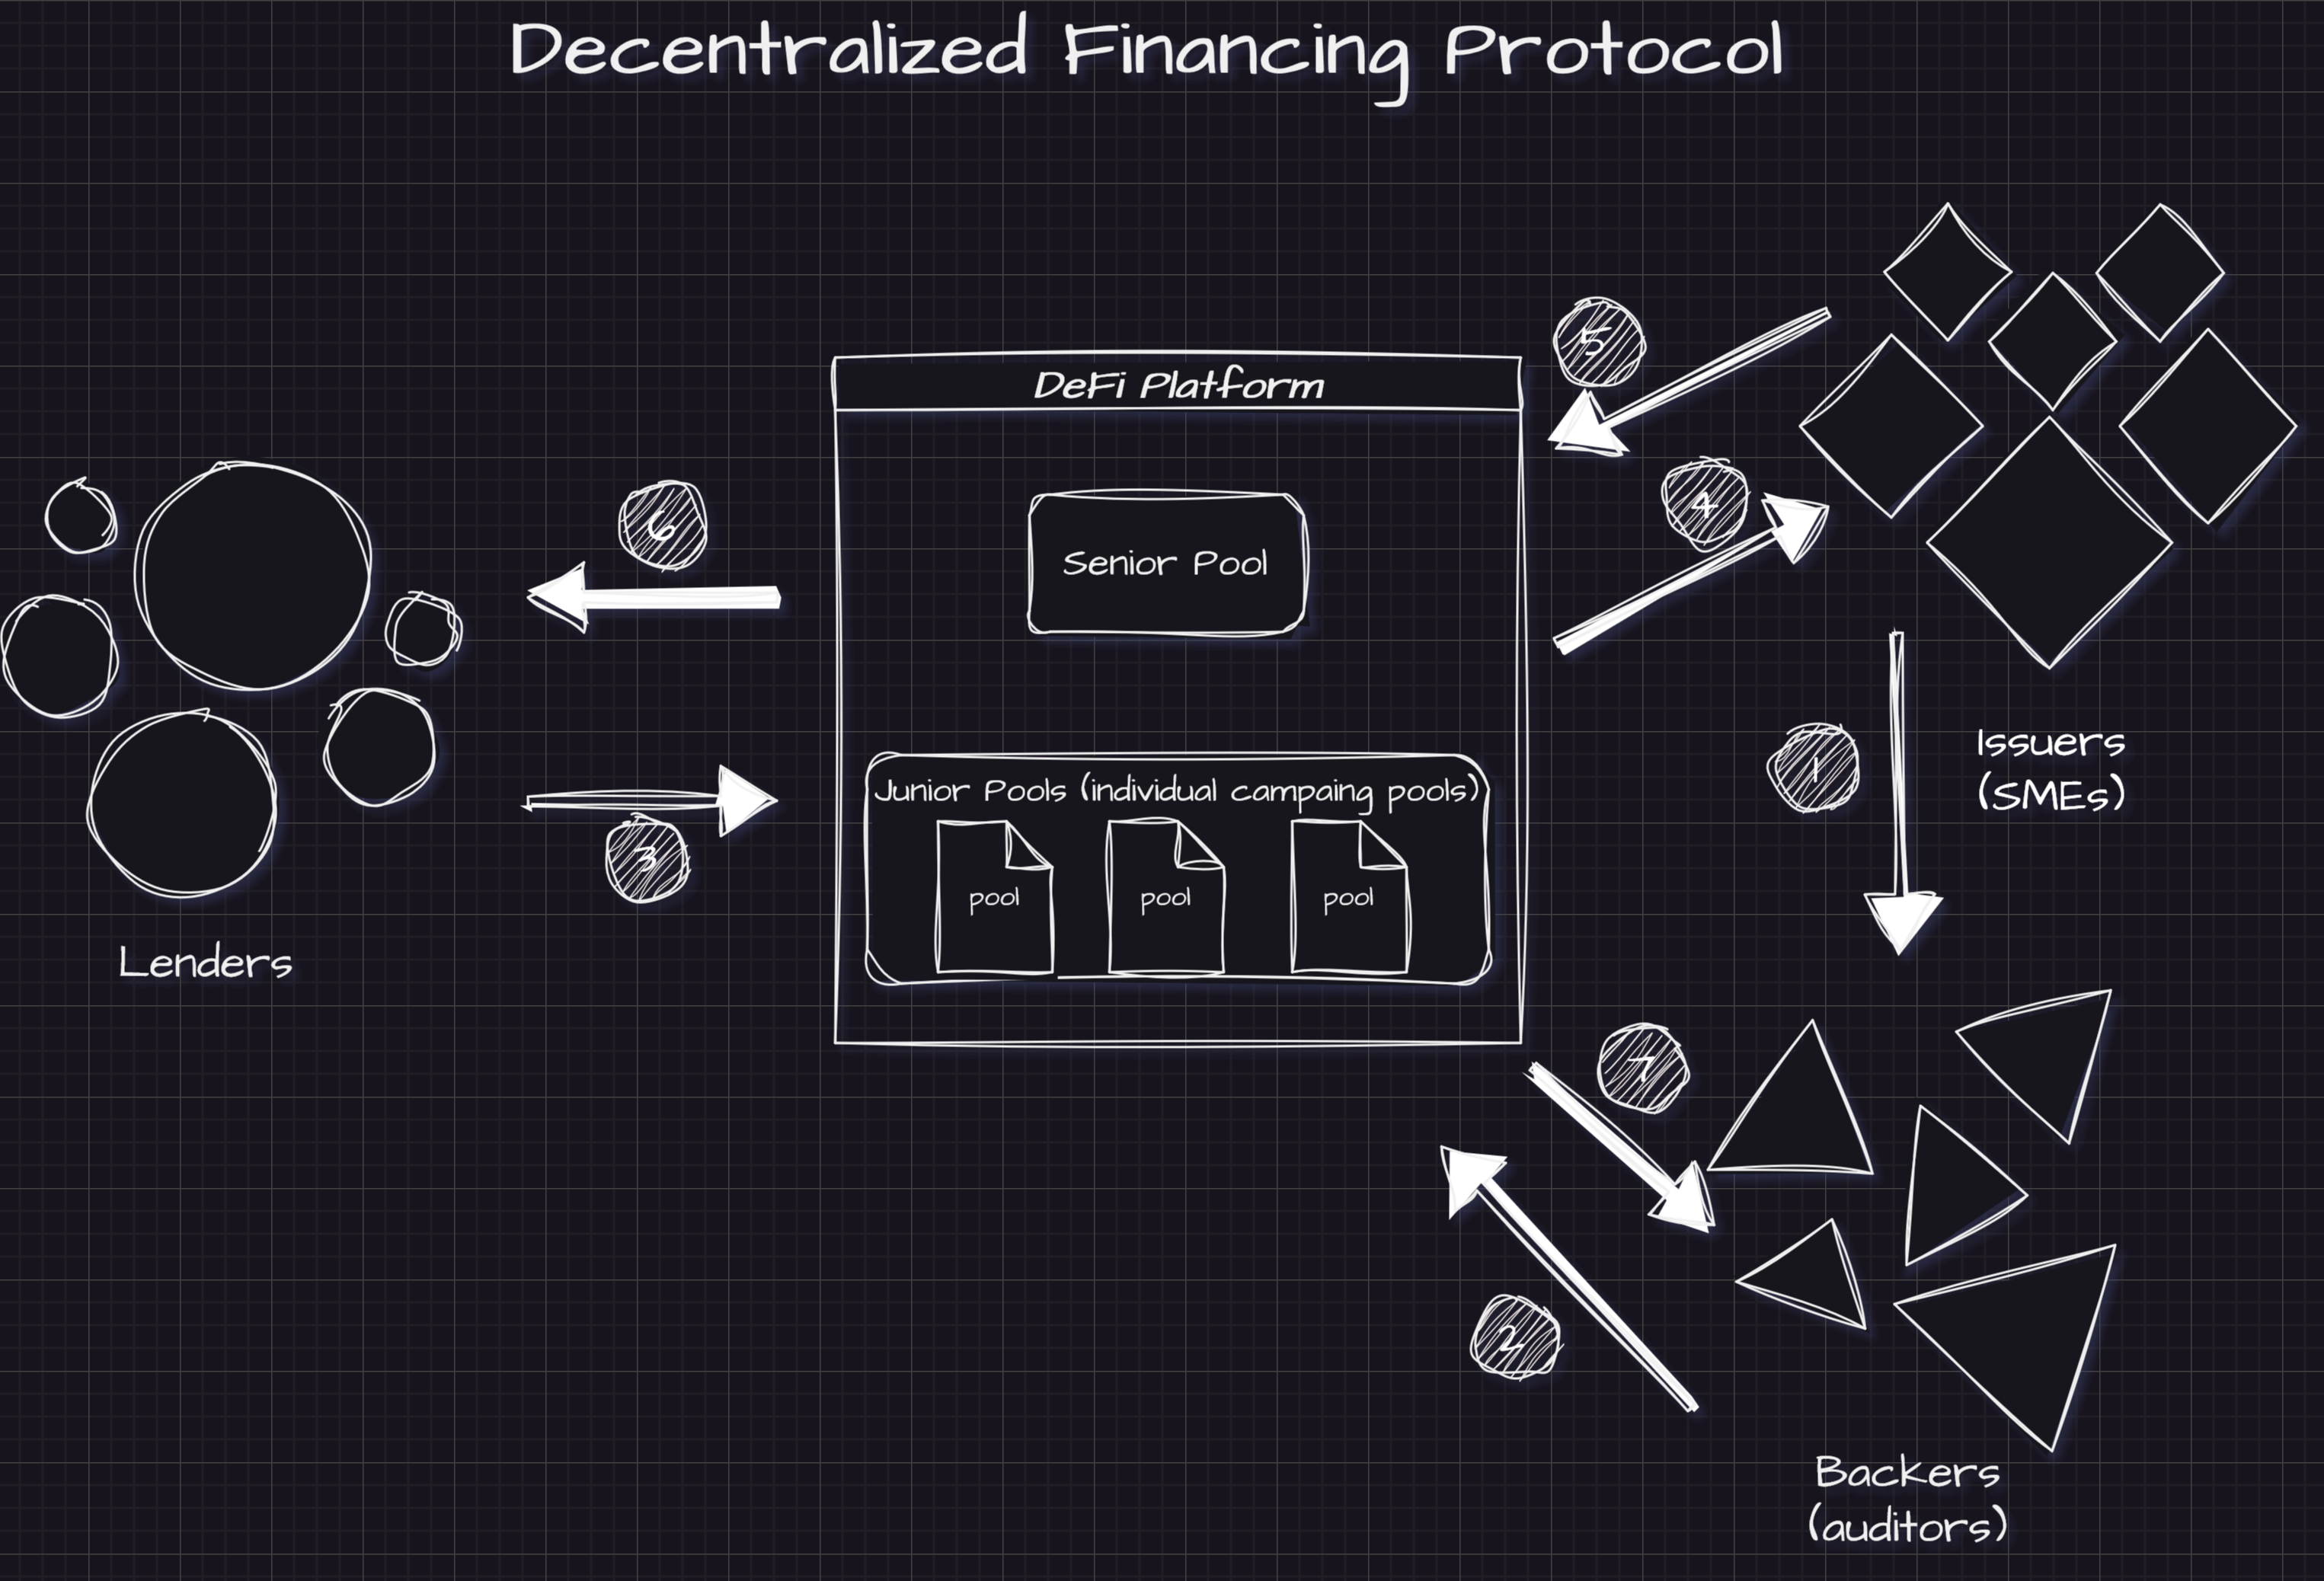 Decentralized Financing Protocol
5
DeFi Platform
4
6
Senior Pool
1
Issuers
(SMEs)
Junior Pools (individual campaing pools)
3
pool
pool
pool
Lenders
7
2
Backers
(auditors)